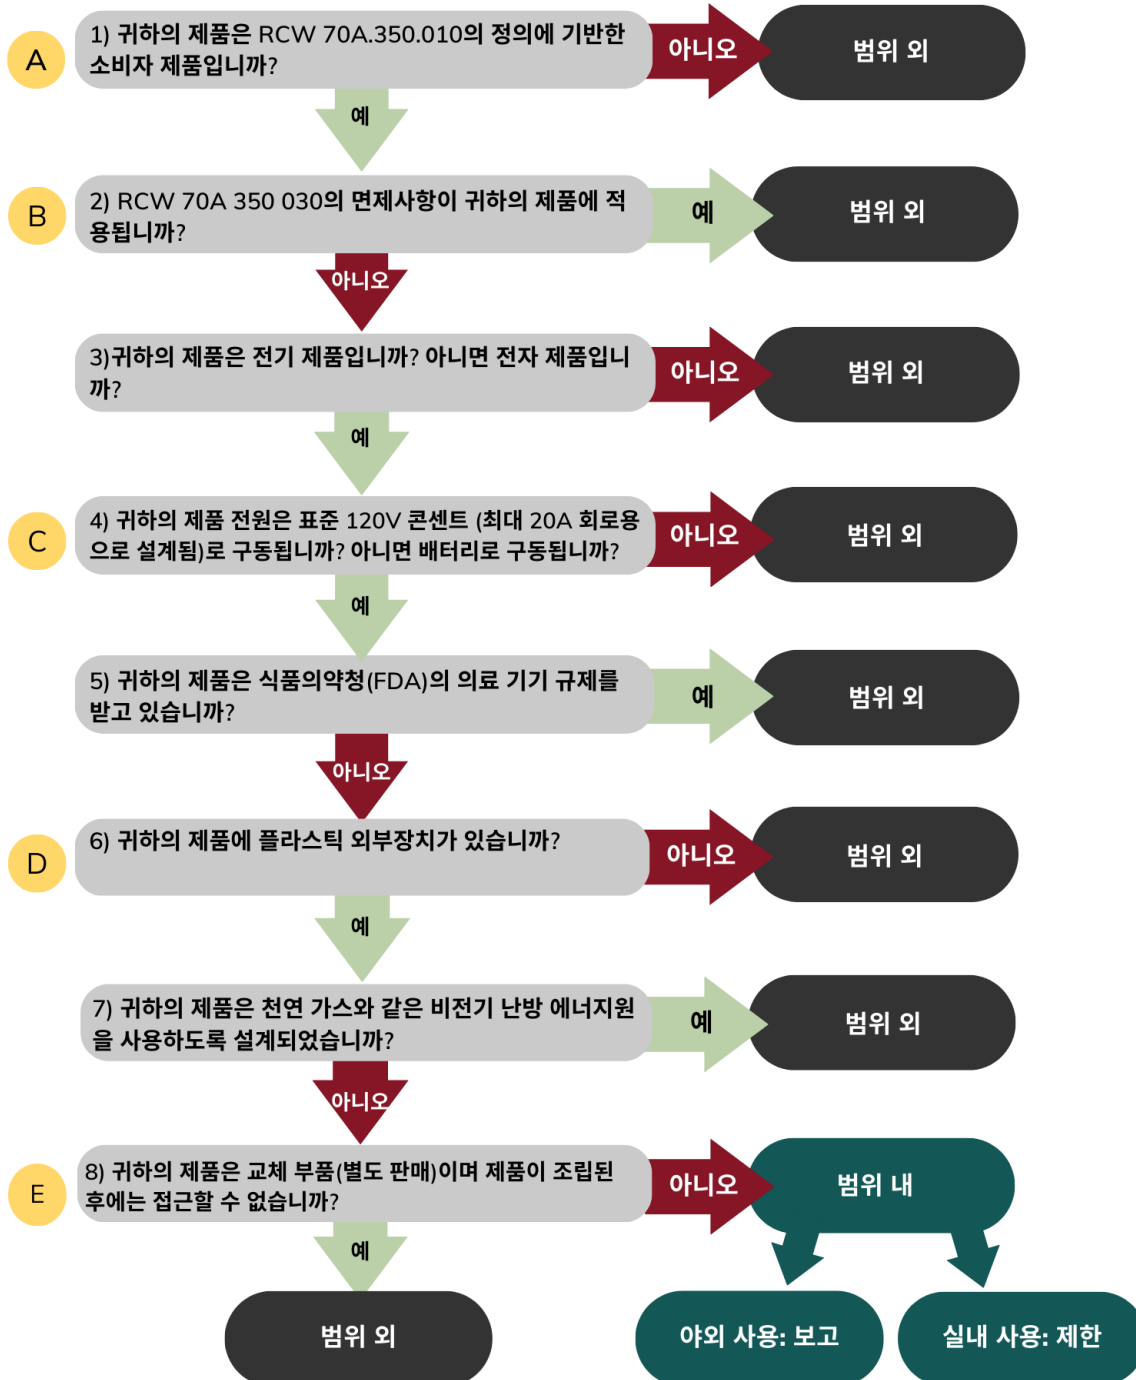 A
1) 귀하의 제품은 RCW 70A.350.010의 정의에 기반한
소비자 제품입니까?
아니오
범위 외
예
B
2) RCW 70A 350 030의 면제사항이 귀하의 제품에 적
용됩니까?
예
범위 외
아니오
3)귀하의 제품은 전기 제품입니까? 아니면 전자 제품입니
까?
아니오
범위 외
예
C
4) 귀하의 제품 전원은 표준 120V 콘센트 (최대 20A 회로용
으로 설계됨)로 구동됩니까? 아니면 배터리로 구동됩니까?
아니오
범위 외
예
5) 귀하의 제품은 식품의약청(FDA)의 의료 기기 규제를
받고 있습니까?
예
범위 외
아니오
D
6) 귀하의 제품에 플라스틱 외부장치가 있습니까?
아니오
범위 외
예
7) 귀하의 제품은 천연 가스와 같은 비전기 난방 에너지원
을 사용하도록 설계되었습니까?
예
범위 외
아니오
E
8) 귀하의 제품은 교체 부품(별도 판매)이며 제품이 조립된
후에는 접근할 수 없습니까?
아니오
범위 내
예
범위 외
야외 사용: 보고
실내 사용: 제한